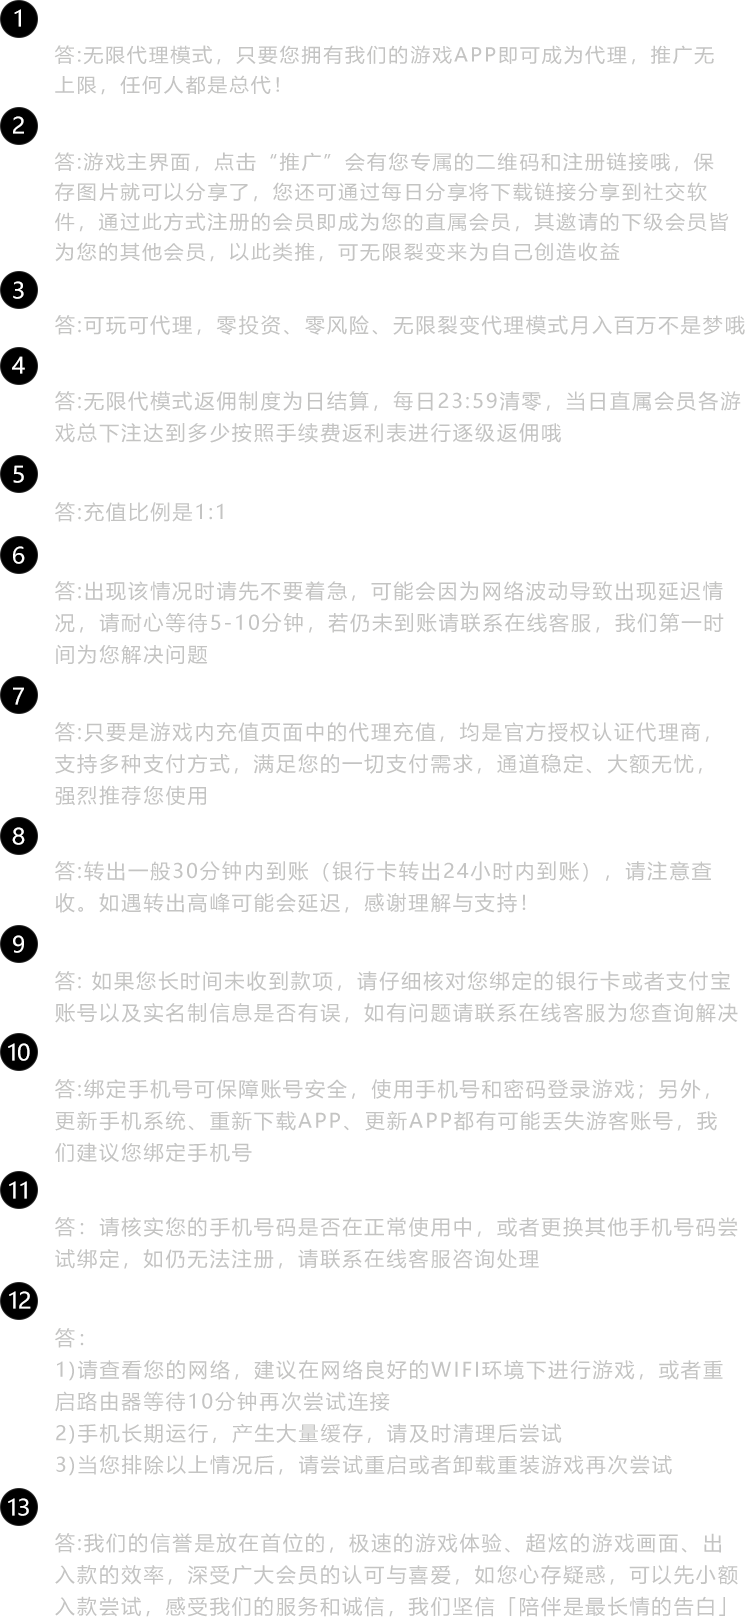 1
答:无限代理模式，只要您拥有我们的游戏APP即可成为代理，推广无
上限，任何人都是总代！
2
答:游戏主界面，点击“推广”会有您专属的二维码和注册链接哦，保
存图片就可以分享了，您还可通过每日分享将下载链接分享到社交软
件，通过此方式注册的会员即成为您的直属会员，其邀请的下级会员皆
为您的其他会员，以此类推，可无限裂变来为自己创造收益
3
答:可玩可代理，零投资、零风险、无限裂变代理模式月入百万不是梦哦
4
答:无限代模式返佣制度为日结算，每日23:59清零，当日直属会员各游
戏总下注达到多少按照手续费返利表进行逐级返佣哦
5
答:充值比例是1:1
6
答:出现该情况时请先不要着急，可能会因为网络波动导致出现延迟情
况，请耐心等待5-10分钟，若仍未到账请联系在线客服，我们第一时
间为您解决问题
7
答:只要是游戏内充值页面中的代理充值，均是官方授权认证代理商，
支持多种支付方式，满足您的一切支付需求，通道稳定、大额无忧，
强烈推荐您使用
8
答:转出一般30分钟内到账（银行卡转出24小时内到账），请注意查
收。如遇转出高峰可能会延迟，感谢理解与支持！
9
答: 如果您长时间未收到款项，请仔细核对您绑定的银行卡或者支付宝
账号以及实名制信息是否有误，如有问题请联系在线客服为您查询解决
10
答:绑定手机号可保障账号安全，使用手机号和密码登录游戏；另外，
更新手机系统、重新下载APP、更新APP都有可能丢失游客账号，我
们建议您绑定手机号
11
答：请核实您的手机号码是否在正常使用中，或者更换其他手机号码尝
试绑定，如仍无法注册，请联系在线客服咨询处理
12
答：
1)请查看您的网络，建议在网络良好的WIFI环境下进行游戏，或者重
启路由器等待10分钟再次尝试连接
2)手机长期运行，产生大量缓存，请及时清理后尝试
3)当您排除以上情况后，请尝试重启或者卸载重装游戏再次尝试
13
答:我们的信誉是放在首位的，极速的游戏体验、超炫的游戏画面、出
入款的效率，深受广大会员的认可与喜爱，如您心存疑惑，可以先小额
入款尝试，感受我们的服务和诚信，我们坚信「陪伴是最长情的告白」